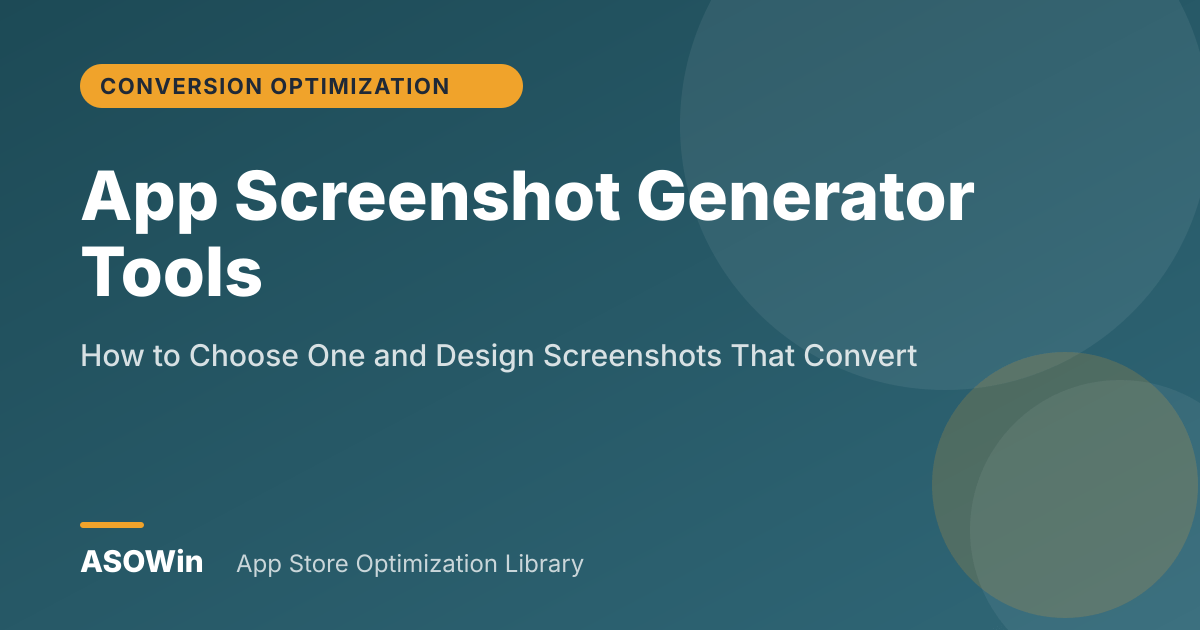 CONVERSION OPTIMIZATION
App Screenshot Generator
Tools
How to Choose One and Design Screenshots That Convert
ASOWin App Store Optimization Library